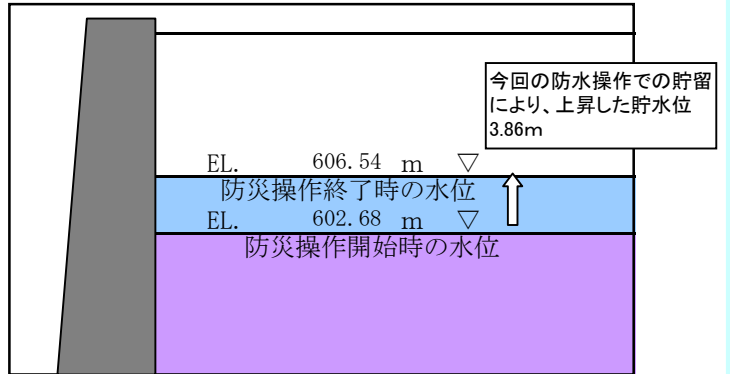 今回の防水操作での貯留
により、上昇した貯水位
3.86m
EL. 606.54 m ▽
防災操作終了時の水位
EL. 602.68 m ▽
防災操作開始時の水位